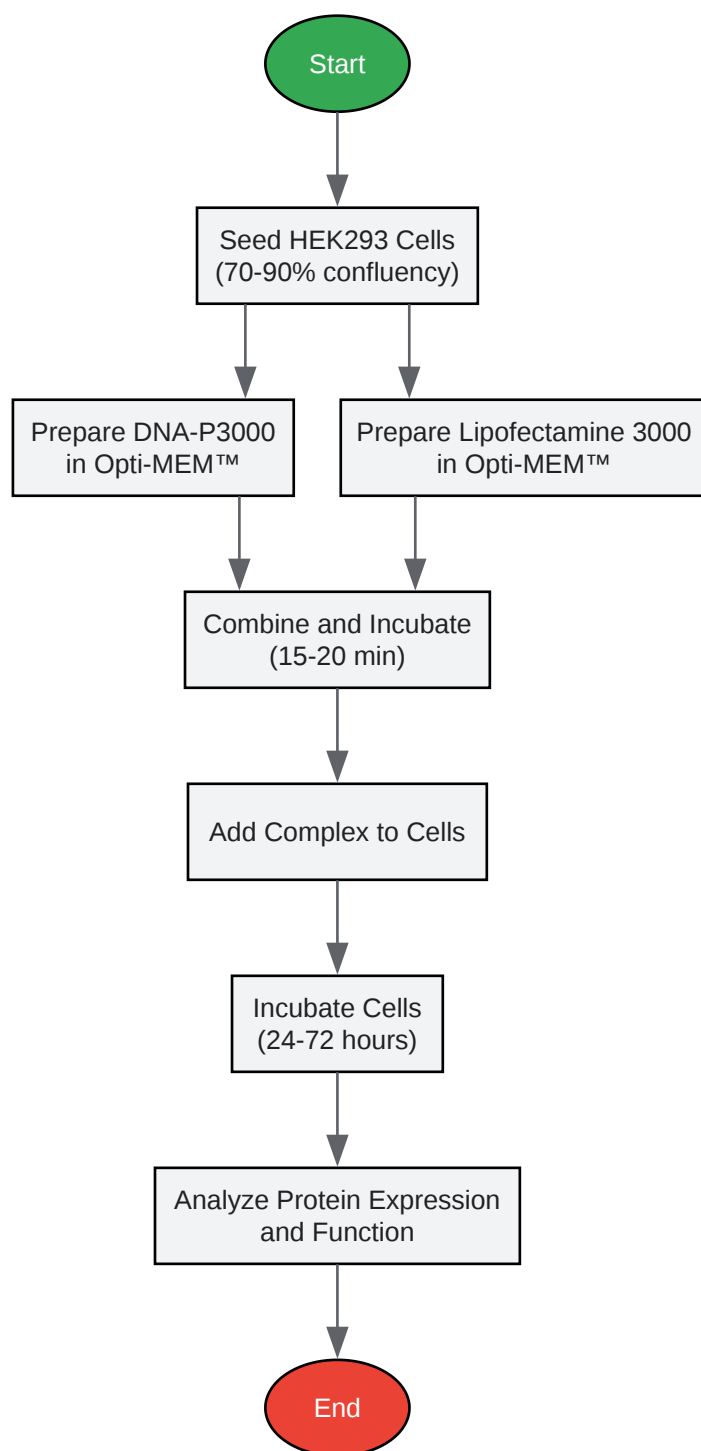 Start
Seed HEK293 Cells
(70-90% confluency)
Prepare DNA-P3000
in Opti-MEM™
Prepare Lipofectamine 3000
in Opti-MEM™
Combine and Incubate
(15-20 min)
Add Complex to Cells
Incubate Cells
(24-72 hours)
Analyze Protein Expression
and Function
End